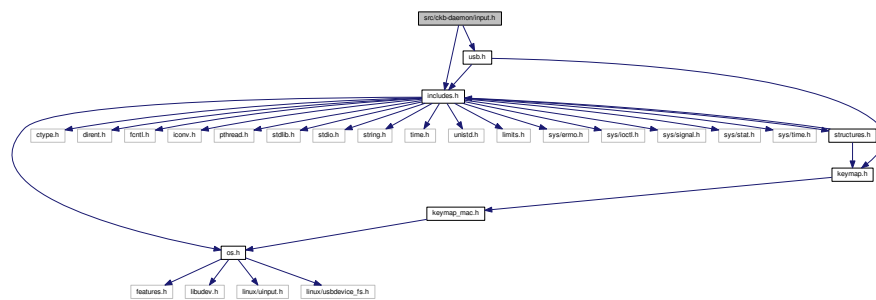 src/ckb-daemon/input.h
usb.h
includes.h
ctype.h dirent.h fcntl.h iconv.h pthread.h stdlib.h stdio.h string.h time.h unistd.h limits.h sys/errno.h sys/ioctl.h sys/signal.h sys/stat.h sys/time.h structures.h
keymap.h
keymap_mac.h
os.h
features.h libudev.h linux/uinput.h linux/usbdevice_fs.h